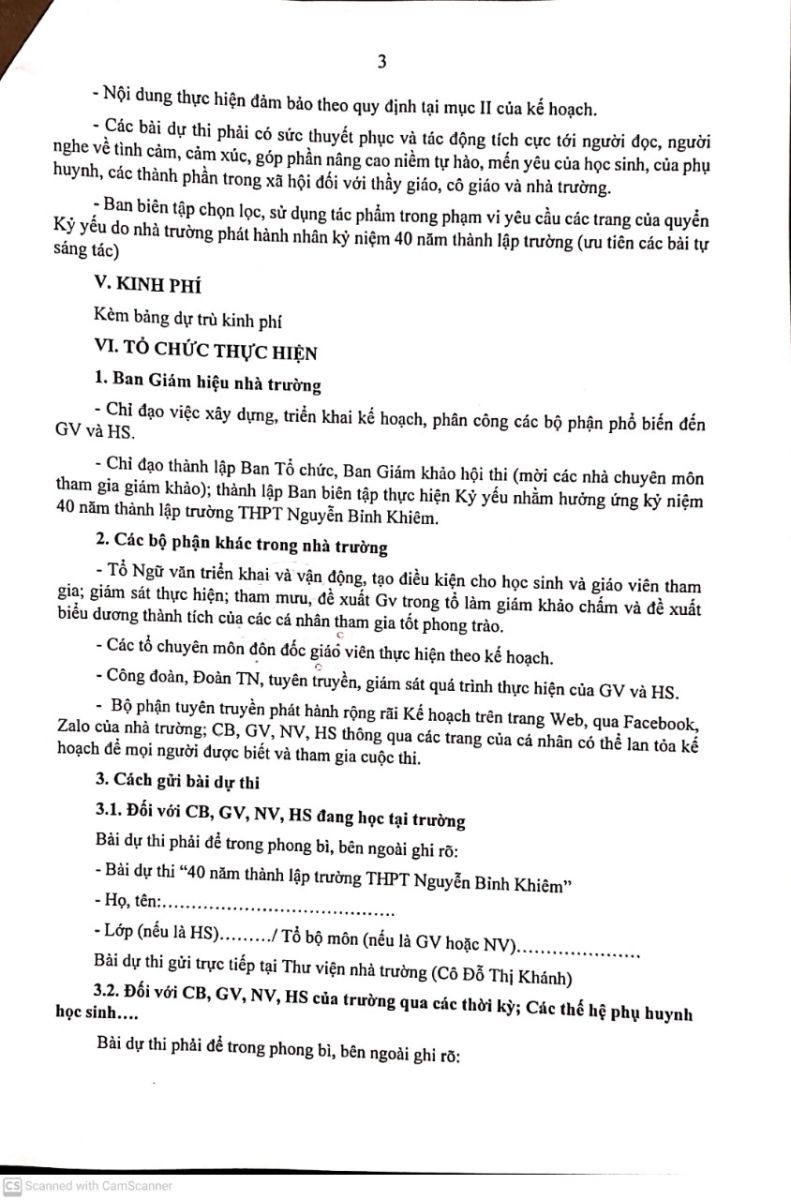 3
- Nội dung thực hiện đảm bảo theo quy định tại mục II của kế hoạch.
- Các bài dự thi phải có sức thuyết phục và tác động tích cực tới người đọc, người
nghe về tình cảm, cảm xúc, góp phần nâng cao niềm tự hào, mến yêu của học sinh, của phụ
huynh, các thành phần trong xã hội đối với thầy giáo, cô giáo và nhà trường.
- Ban biên tập chọn lọc, sử dụng tác phẩm trong phạm vi yêu cầu các trang của quyển
Kỷ yếu do nhà trường phát hành nhân kỷ niệm 40 năm thành lập trường (ưu tiên các bài tự
sáng tác)
V. KINH PHÍ
Kèm bảng dự trù kinh phí
VI. TỔ CHỨC THỰC HIỆN
1. Ban Giám hiệu nhà trường
- Chỉ đạo việc xây dựng, triển khai kế hoạch, phân công các bộ phận phổ biến đến
GV và HS.
- Chỉ đạo thành lập Ban Tổ chức, Ban Giám khảo hội thi (mời các nhà chuyên môn
tham gia giám khảo); thành lập Ban biên tập thực hiện Kỷ yếu nhằm hưởng ứng kỷ niệm
40 năm thành lập trường THPT Nguyễn Bỉnh Khiêm.
2. Các bộ phận khác trong nhà trường
- Tổ Ngữ văn triển khai và vận động, tạo điều kiện cho học sinh và giáo viên tham
gia; giám sát thực hiện; tham mưu, đề xuất Gv trong tổ làm giám khảo chấm và đề xuất
biểu dương thành tích của các cá nhân tham gia tốt phong trào.
- Các tổ chuyên môn đôn đốc giáo viên thực hiện theo kế hoạch.
- Công đoàn, Đoàn TN, tuyên truyền, giám sát quá trình thực hiện của GV và HS.
- Bộ phận tuyên truyền phát hành rộng rãi Kế hoạch trên trang Web, qua Facebook,
Zalo của nhà trường; CB, GV, NV, HS thông qua các trang của cá nhân có thể lan tỏa kế
hoạch để mọi người được biết và tham gia cuộc thi.
3. Cách gửi bài dự thi
3.1. Đối với CB, GV, NV, HS đang học tại trường
Bài dự thi phải để trong phong bì, bên ngoài ghi rõ:
- Bài dự thi “40 năm thành lập trường THPT Nguyễn Bỉnh Khiêm”
- Họ, tên:.......................................
- Lớp (nếu là HS)........./ Tổ bộ môn (nếu là GV hoặc NV).....................
Bài dự thi gửi trực tiếp tại Thư viện nhà trường (Cô Đỗ Thị Khánh)
3.2. Đối với CB, GV, NV, HS của trường qua các thời kỳ; Các thế hệ phụ huynh
học sinh....
Bài dự thi phải để trong phong bì, bên ngoài ghi rõ:
CS Scanned with CamScanner